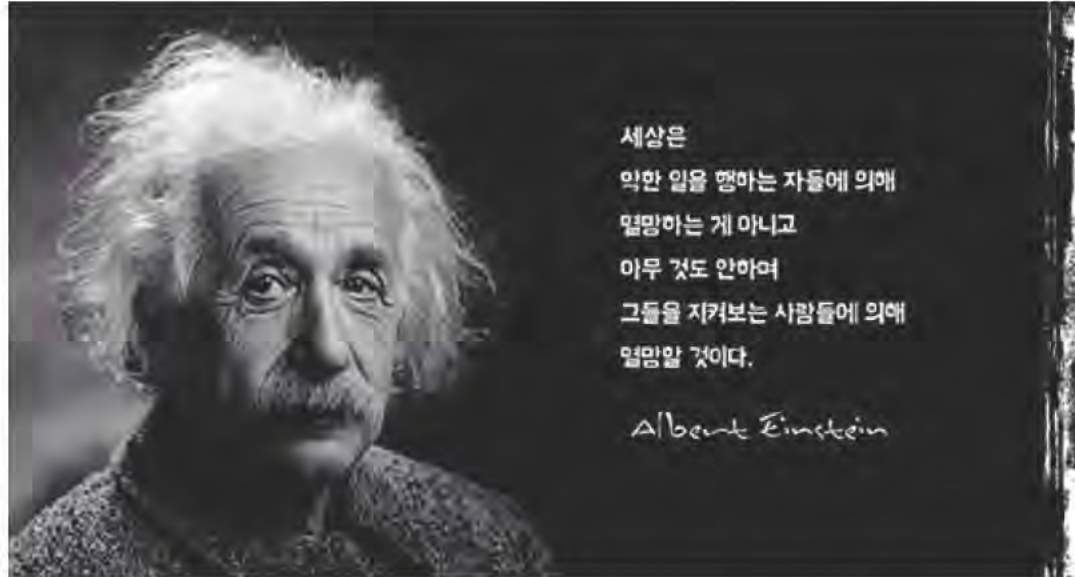 세상은
악한 일을 행하는 자들에 의해
멸망하는 게 아니고
아무 것도 안하며
그들을 지켜보는 사람들에 의해
멸망할 것이다.
Albert Einstein